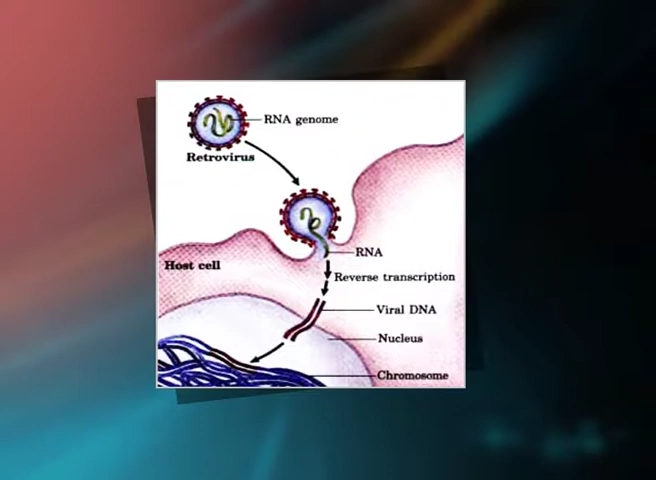 RNA genome
Retrovirus
RNA
Host cell
Reverse transcription
Viral DNA
Nucleus
Chromosome